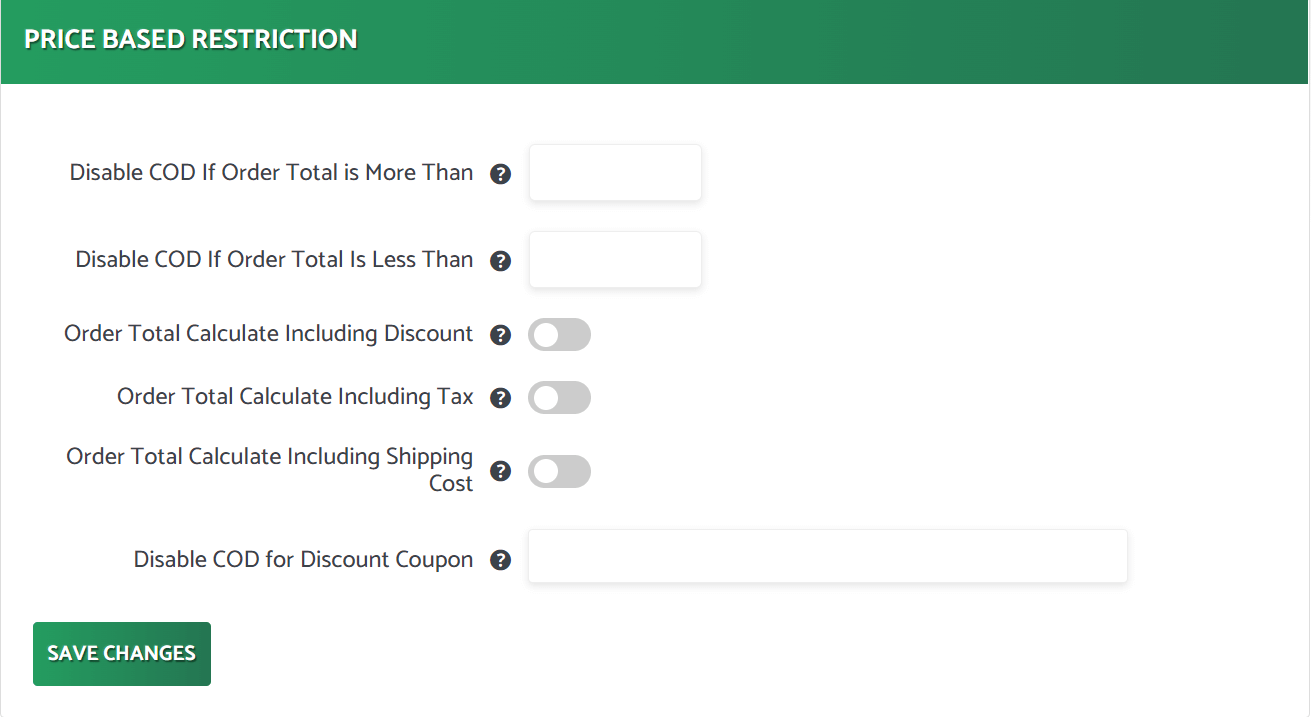 PRICE BASED RESTRICTION
Disable COD If Order Total is More Than ?
Disable COD If Order Total Is Less Than ?
Order Total Calculate Including Discount ?
Order Total Calculate Including Tax ?
Order Total Calculate Including Shipping
Cost ?
Disable COD for Discount Coupon ?
SAVE CHANGES